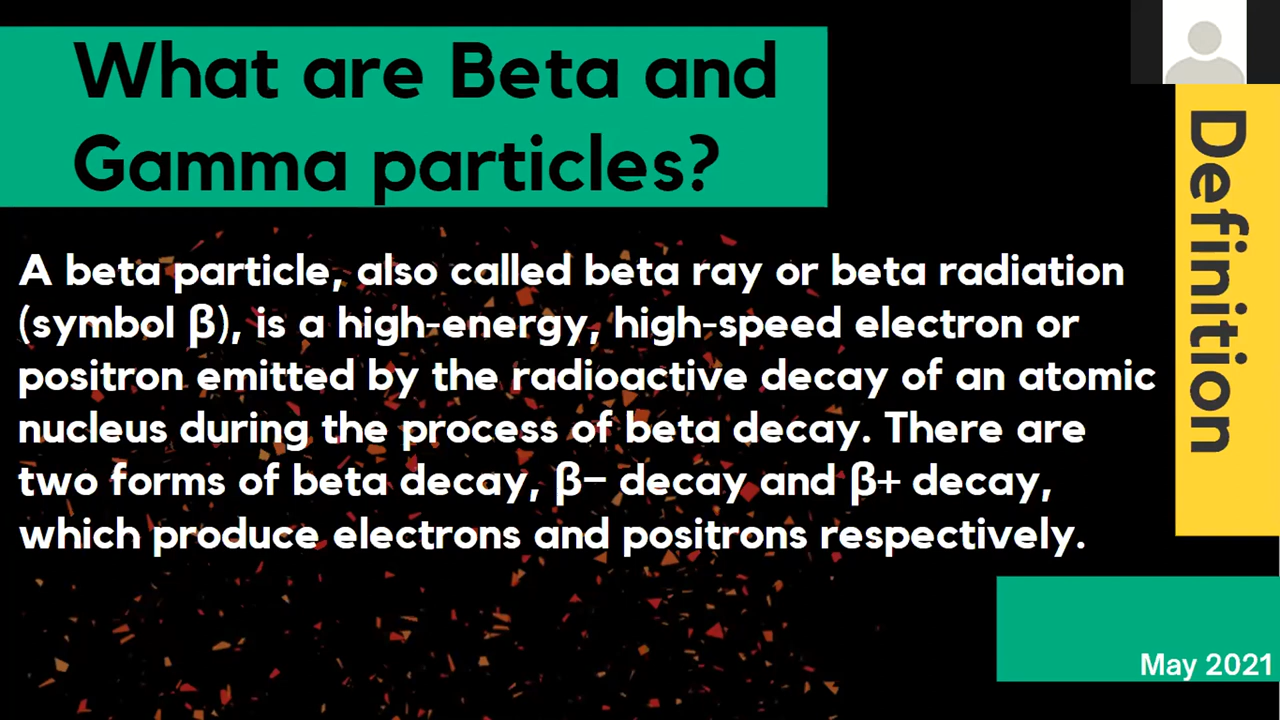 What are Beta and
Gamma particles?
Definition
A beta particle, also called beta ray or beta radiation
(symbol β), is a high-energy, high-speed electron or
positron emitted by the radioactive decay of an atomic
nucleus during the process of beta decay. There are
two forms of beta decay, β− decay and β+ decay,
which produce electrons and positrons respectively.
May 2021